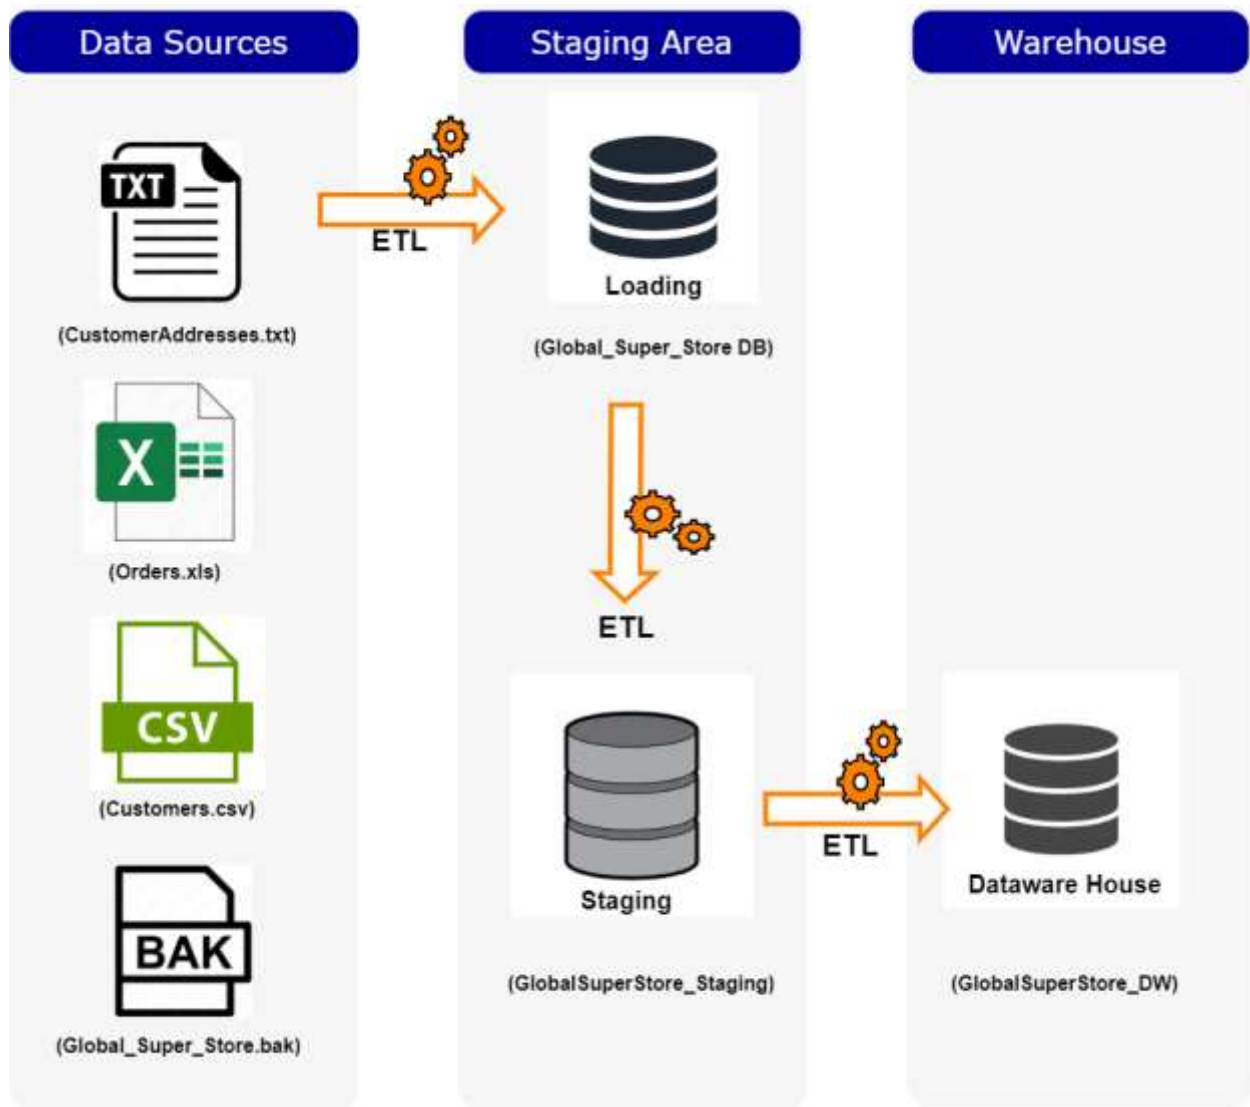 Data Sources
Staging Area
Warehouse
TXT
(CustomerAddresses.txt)
X
(Orders.xls)
CSV
(Customers.csv)
BAK
(Global_Super_Store.bak)
ETL
Loading
(Global_Super_Store DB)
ETL
Staging
(GlobalSuperStore_Staging)
ETL
Dataware House
(GlobalSuperStore_DW)